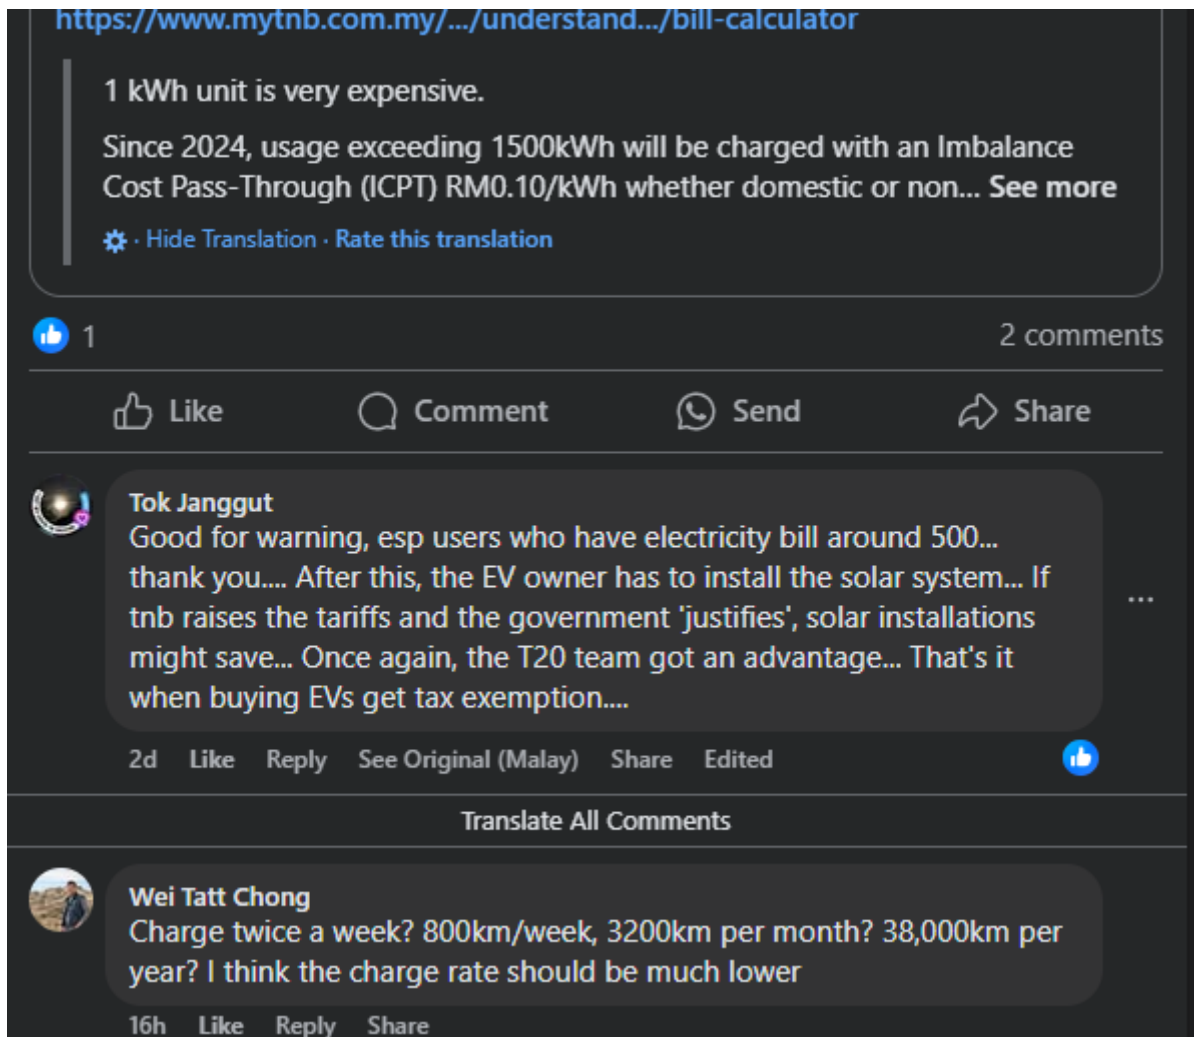 https://www.mytnb.com.my/.../understand.../bill-calculator
1 kWh unit is very expensive.
Since 2024, usage exceeding 1500kWh will be charged with an Imbalance
Cost Pass-Through (ICPT) RM0.10/kWh whether domestic or non... See more
· Hide Translation · Rate this translation
1
2 comments
Like
Comment
Send
Share
Tok Janggut
Good for warning, esp users who have electricity bill around 500...
thank you.... After this, the EV owner has to install the solar system... If
tnb raises the tariffs and the government 'justifies', solar installations
might save... Once again, the T20 team got an advantage... That's it
when buying EVs get tax exemption....
2d Like Reply See Original (Malay) Share Edited
Translate All Comments
Wei Tatt Chong
Charge twice a week? 800km/week, 3200km per month? 38,000km per
year? I think the charge rate should be much lower
16h Like Reply Share